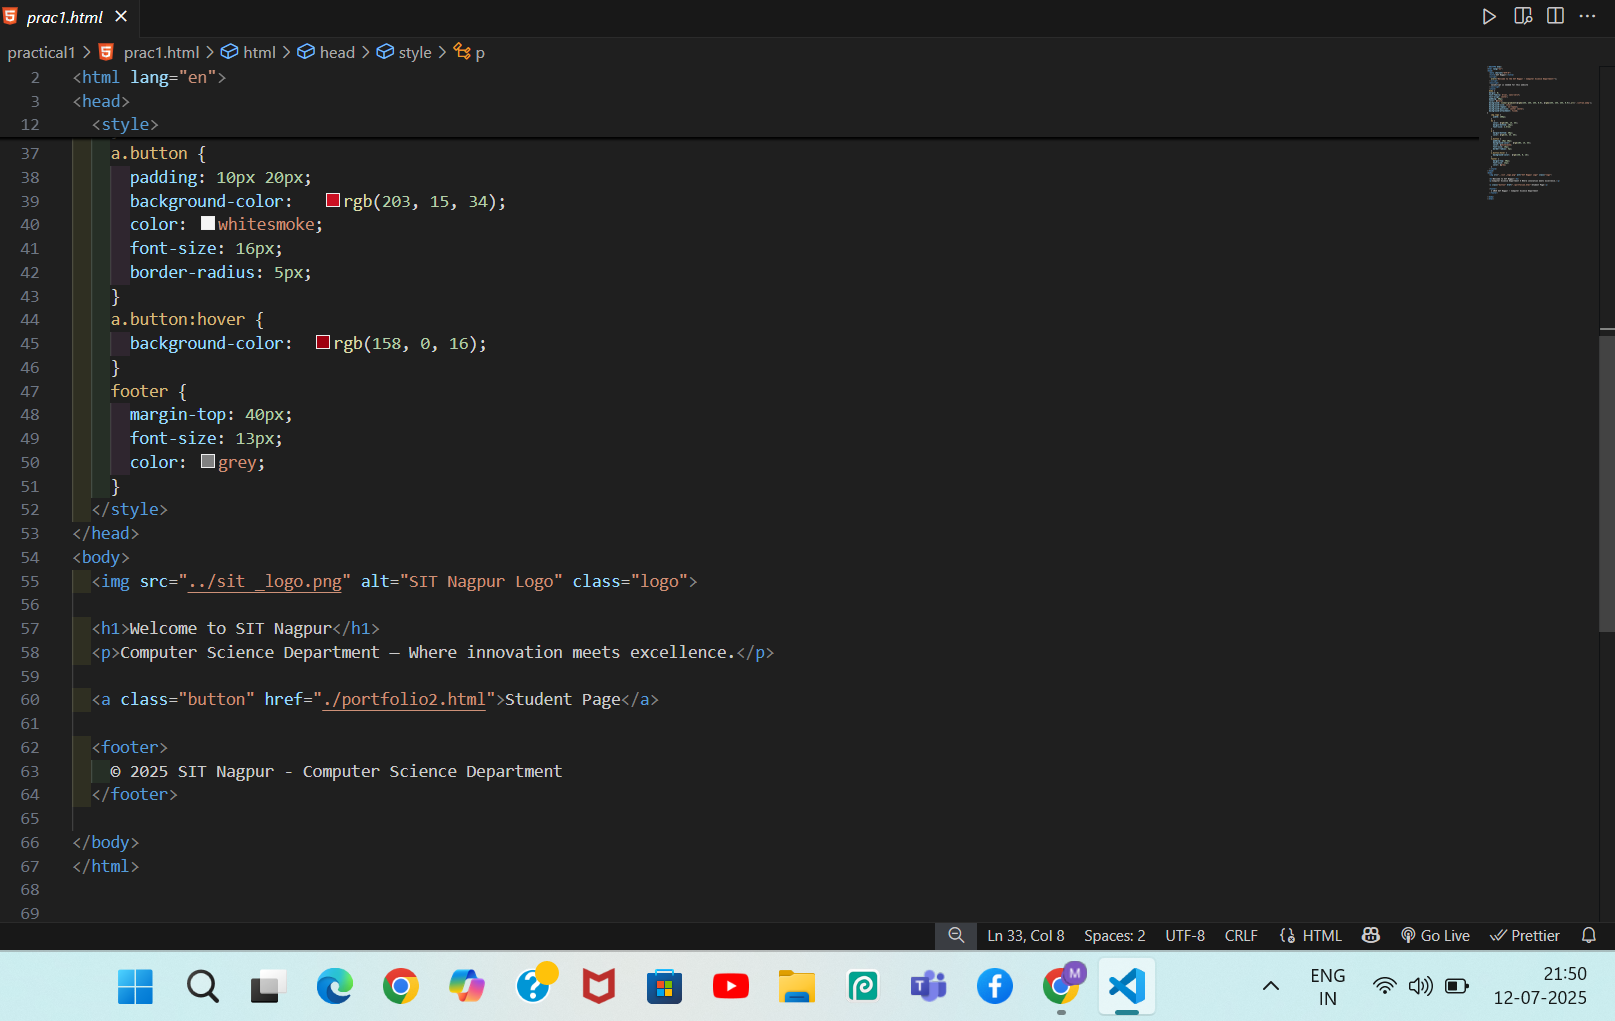 prac1.html
practical1 > prac1.html > html > head > style > p
2 <html lang="en">
3 <head>
12 <style>
37 a.button {
38 padding: 10px 20px;
39 background-color: rgb(203, 15, 34);
40 color: whitesmoke;
41 font-size: 16px;
42 border-radius: 5px;
43 }
44 a.button:hover {
45 background-color: rgb(158, 0, 16);
46 }
47 footer {
48 margin-top: 40px;
49 font-size: 13px;
50 color: grey;
51 }
52 </style>
53 </head>
54 <body>
55 <img src="../sit _logo.png" alt="SIT Nagpur Logo" class="logo">
56
57 <h1>Welcome to SIT Nagpur</h1>
58 <p>Computer Science Department – Where innovation meets excellence.</p>
59
60 <a class="button" href="./portfolio2.html">Student Page</a>
61
62 <footer>
63 © 2025 SIT Nagpur - Computer Science Department
64 </footer>
65
66 </body>
67 </html>
68
69
Ln 33, Col 8 Spaces: 2 UTF-8 CRLF HTML Go Live Prettier
M
T
ENG
IN
21:50
12-07-2025